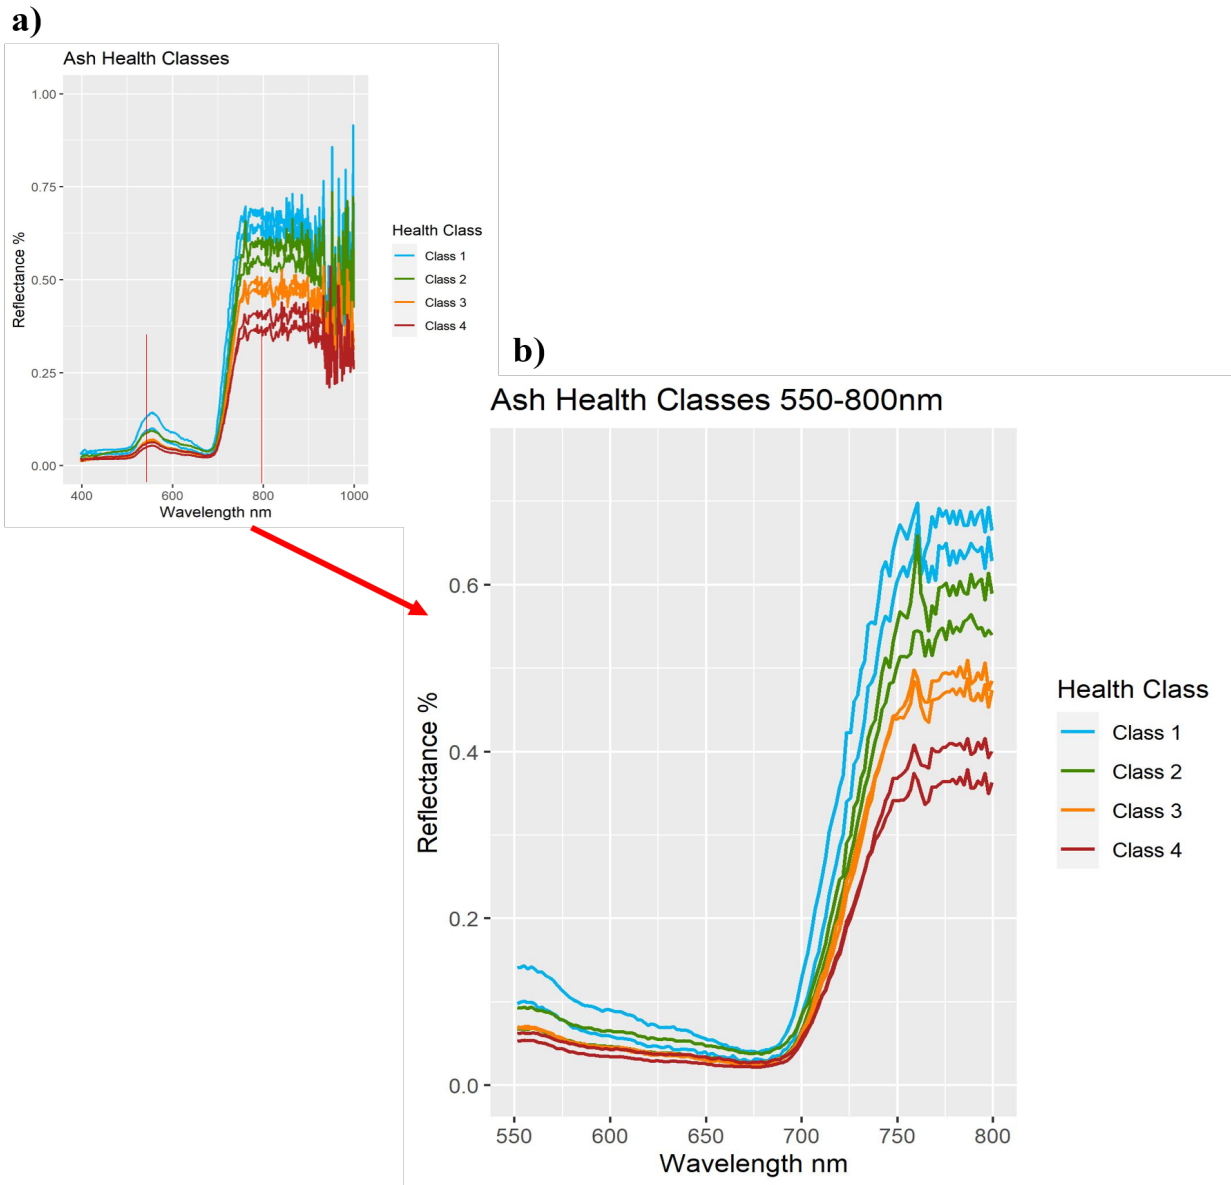 a)
Ash Health Classes
1.00
0.75
0.50
0.25
0.00
Reflectance %
400 600 800 1000
Wavelength nm
Health Class
Class 1
Class 2
Class 3
Class 4
b)
Ash Health Classes 550-800nm
0.6
0.4
0.2
0.0
Reflectance %
550 600 650 700 750 800
Wavelength nm
Health Class
Class 1
Class 2
Class 3
Class 4